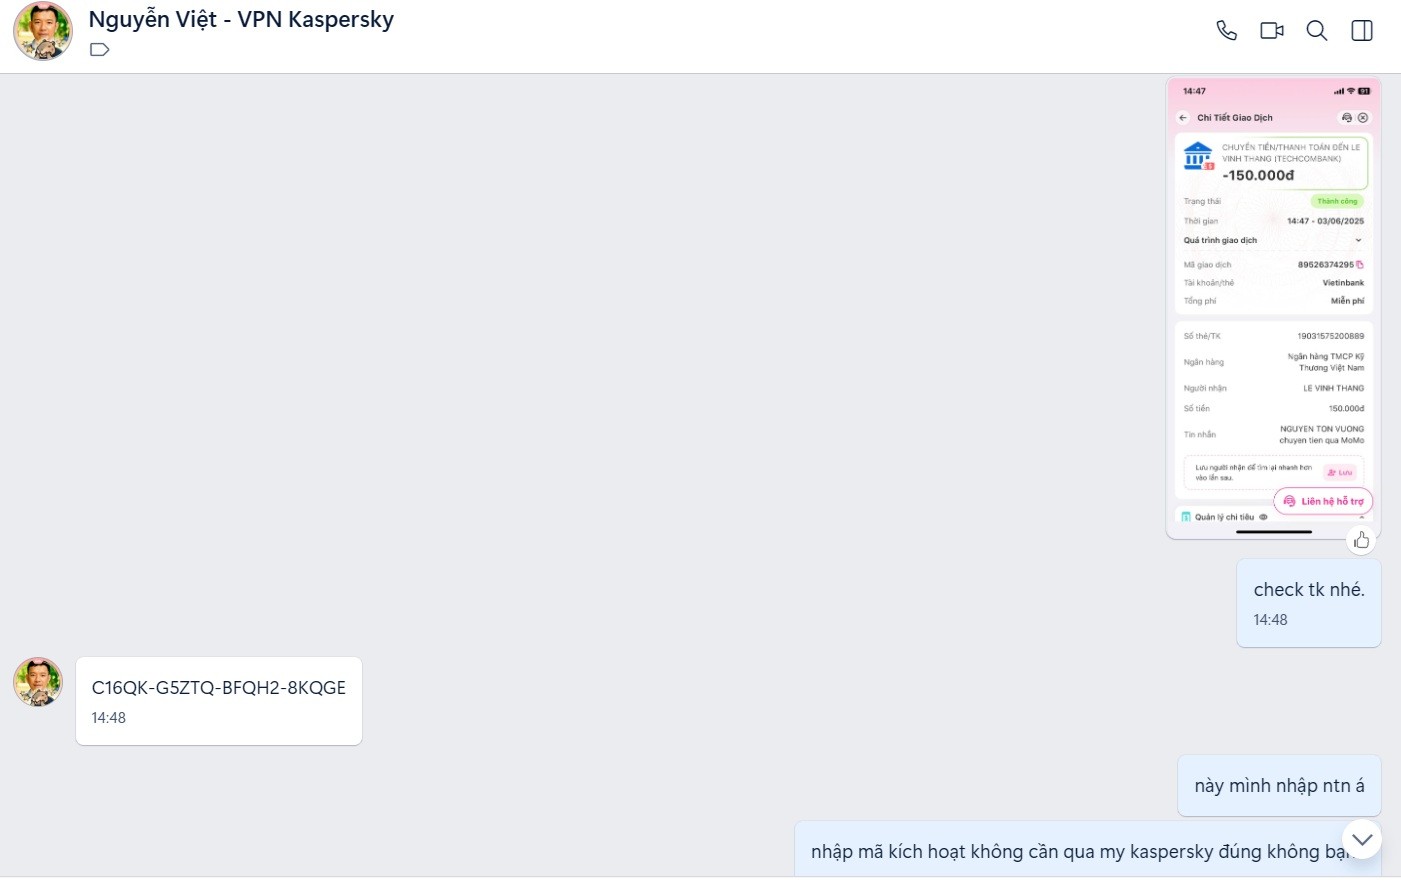 Nguyễn Việt - VPN Kaspersky
14:47
Chi Tiết Giao Dịch
CHUYỂN TIỀN/THANH TOÁN ĐẾN LE
VINH THANG (TECHCOMBANK)
-150.000đ
Trạng thái Thành công
Thời gian 14:47 - 03/06/2025
Quá trình giao dịch
Mã giao dịch 89526374295
Tài khoản/thẻ Vietinbank
Tổng phí Miễn phí
Số thẻ/TK 19031575200889
Ngân hàng Ngân hàng TMCP Kỹ
Thương Việt Nam
Người nhận LE VINH THANG
Số tiền 150.000đ
Tin nhắn NGUYEN TON VUONG
chuyen tien qua MoMo
Lưu người nhận để tìm lại nhanh hơn
vào lần sau.
Lưu
Liên hệ hỗ trợ
Quản lý chi tiêu
check tk nhé.
14:48
C16QK-G5ZTQ-BFQH2-8KQGE
14:48
này mình nhập ntn á
nhập mã kích hoạt không cần qua my kaspersky đúng không